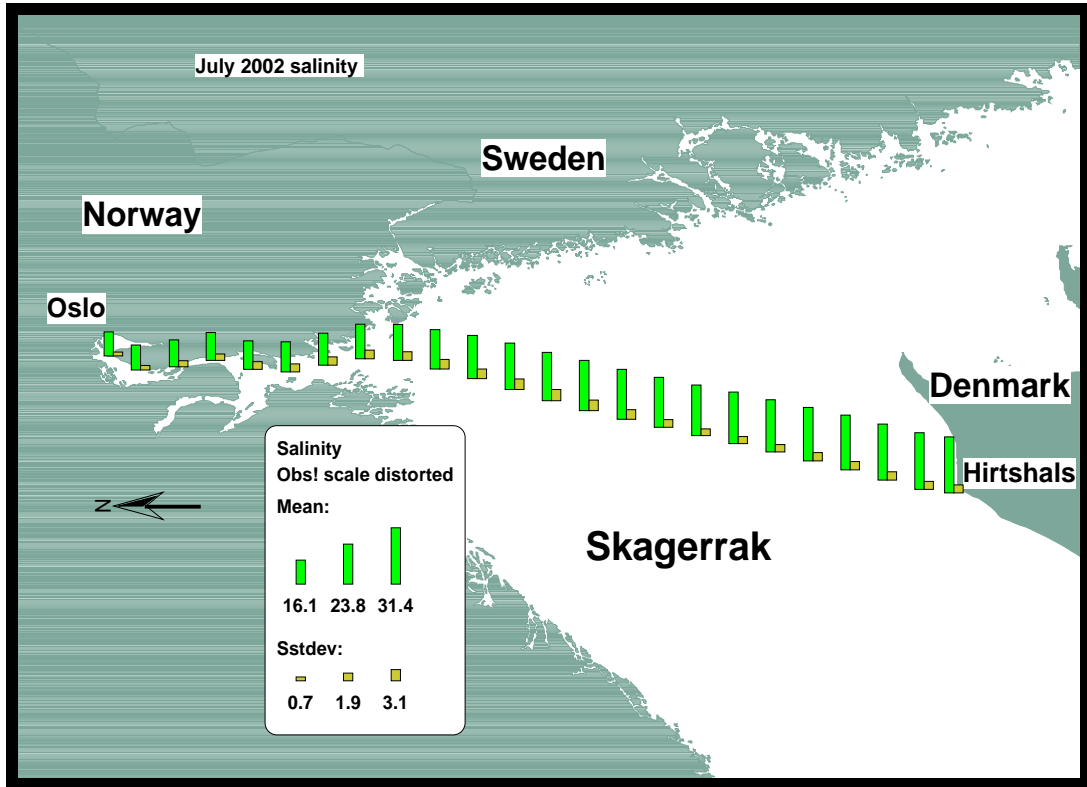 July 2002 salinity
Sweden
Norway
Oslo
Denmark
Hirtshals
Skagerrak
N
Salinity
Obs! scale distorted
Mean:
16.1 23.8 31.4
Sstdev:
0.7 1.9 3.1